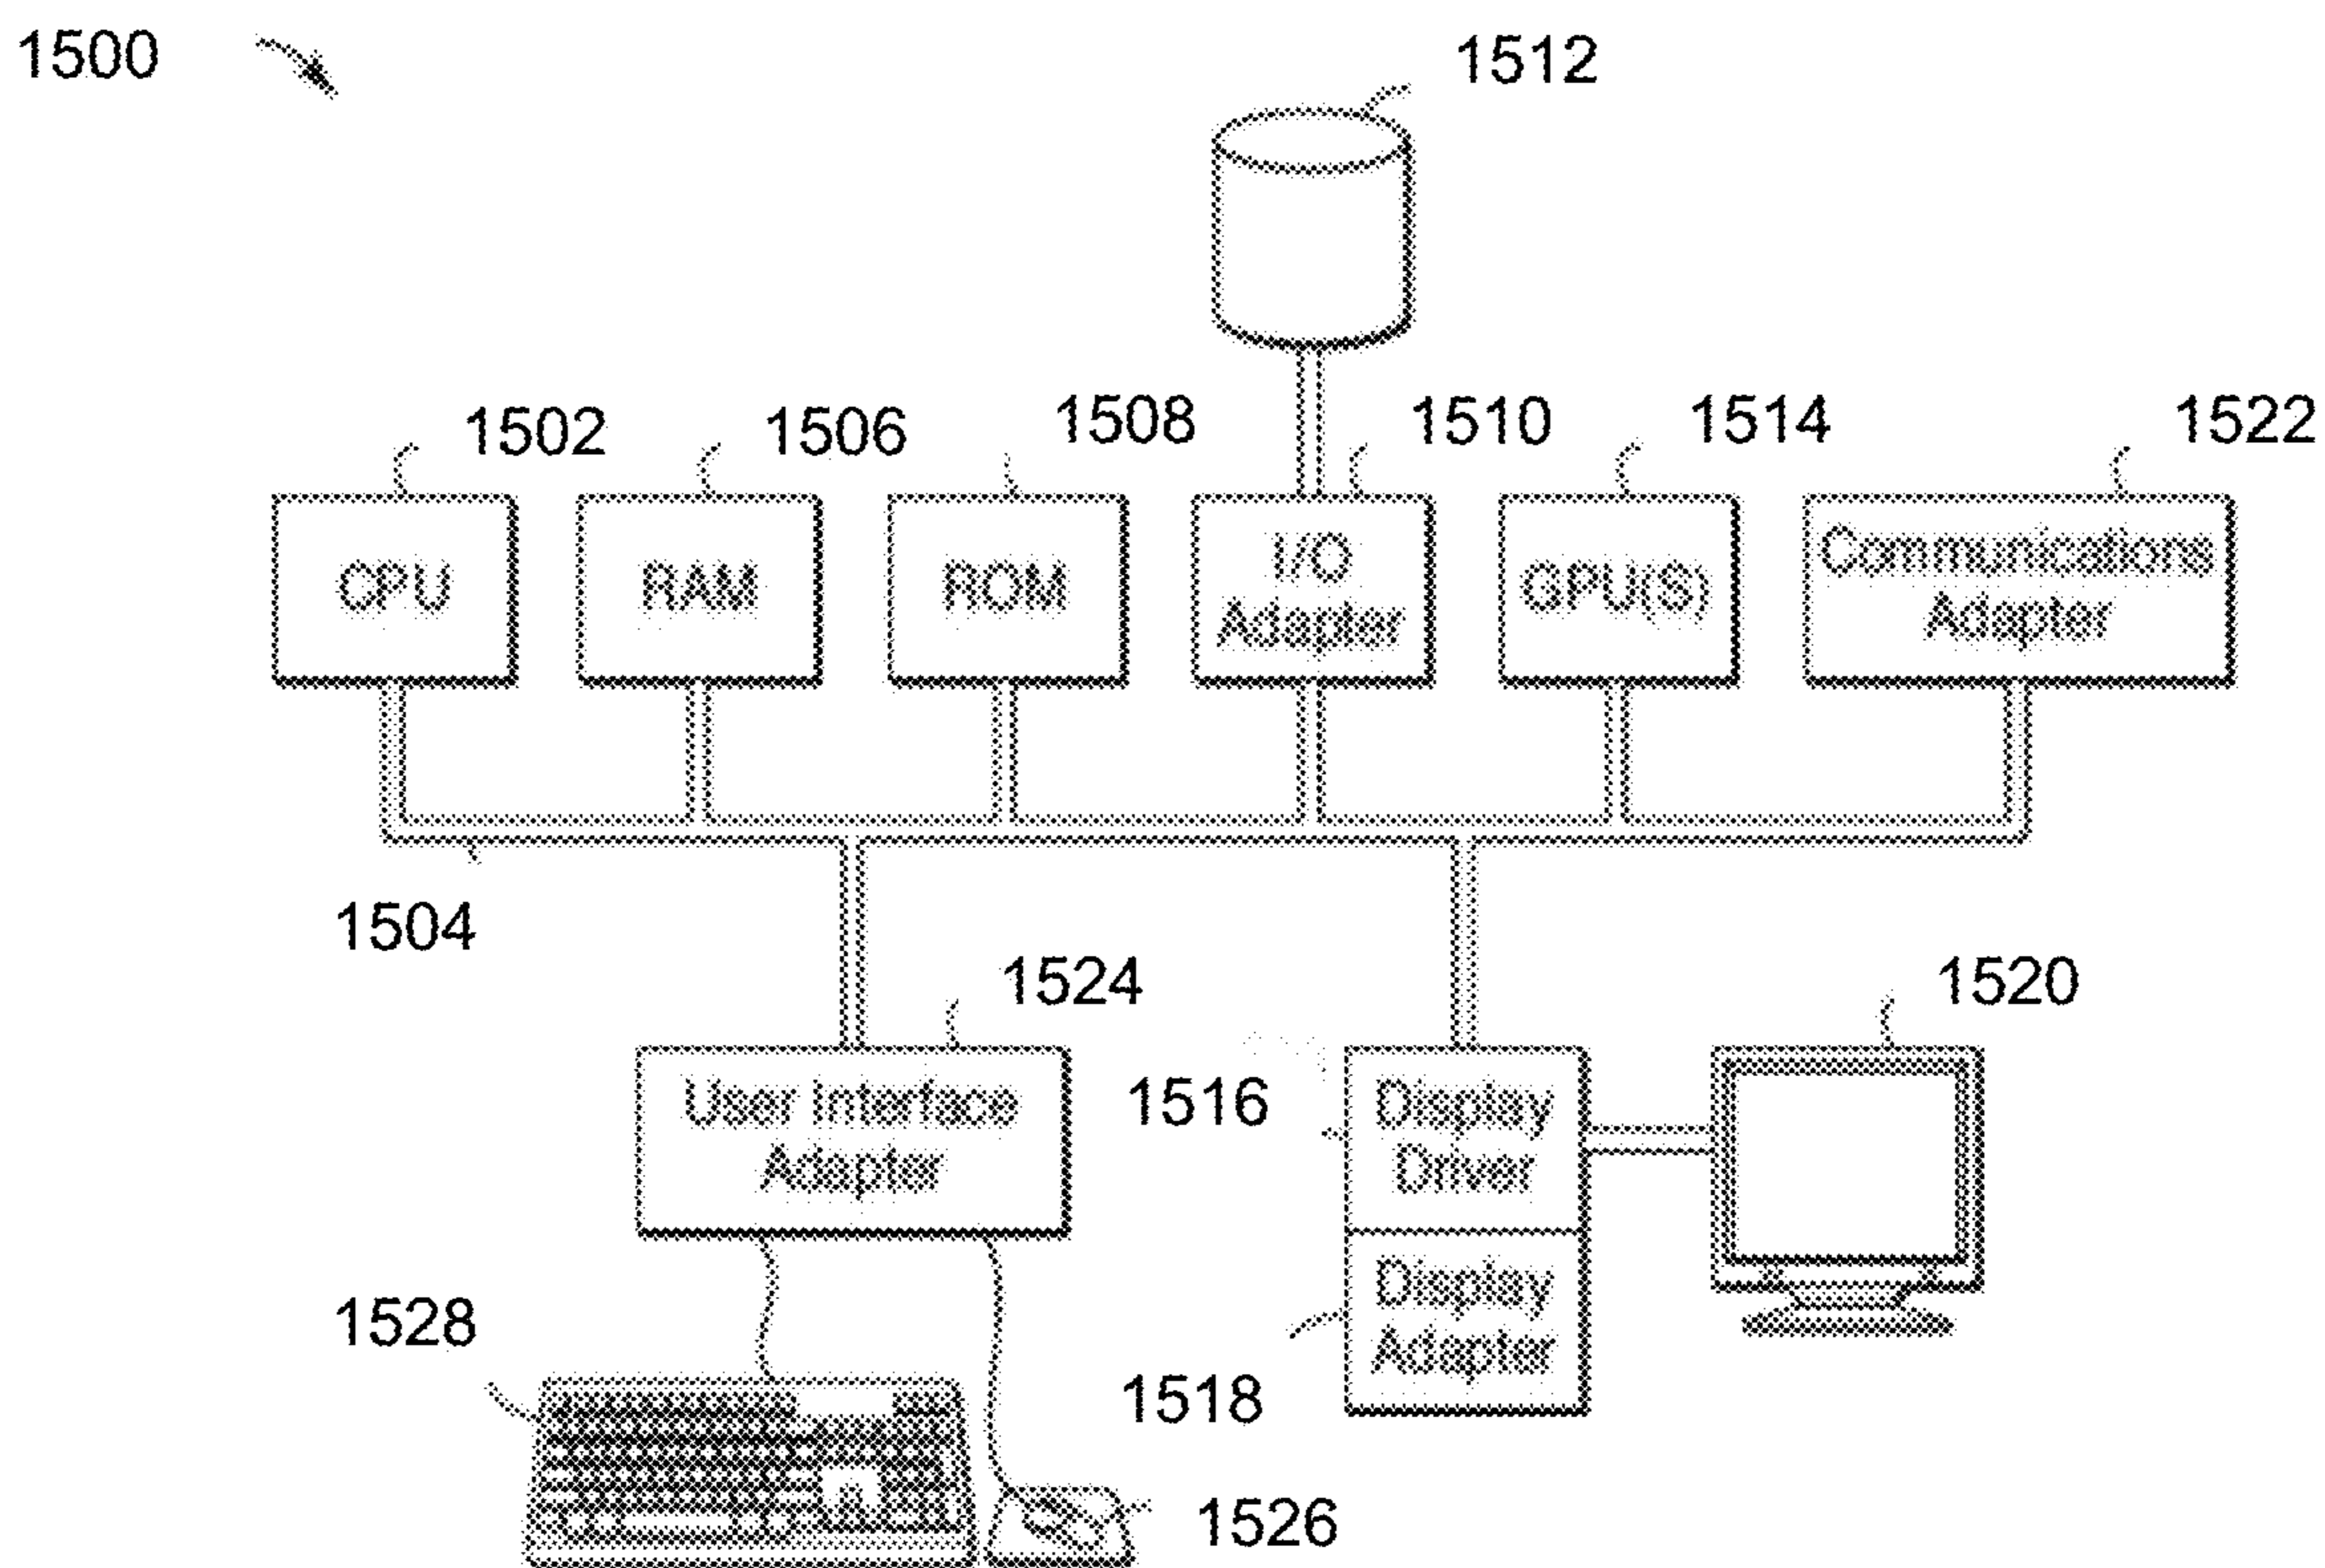 1500
1512
1502
1506
1508
1510
1514
1522
CPU
RAM
ROM
I/O
Adapter
GPU(S)
Communications
Adapter
1504
1524
1520
User Interface
Adapter
1516
Display
Driver
1528
1518
Display
Adapter
1526